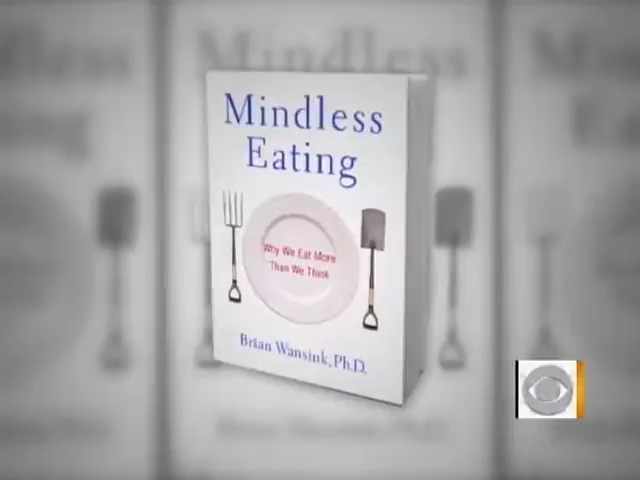 Mindless
Eating
Why We Eat More
Than We Think
Brian Wansink, Ph.D.